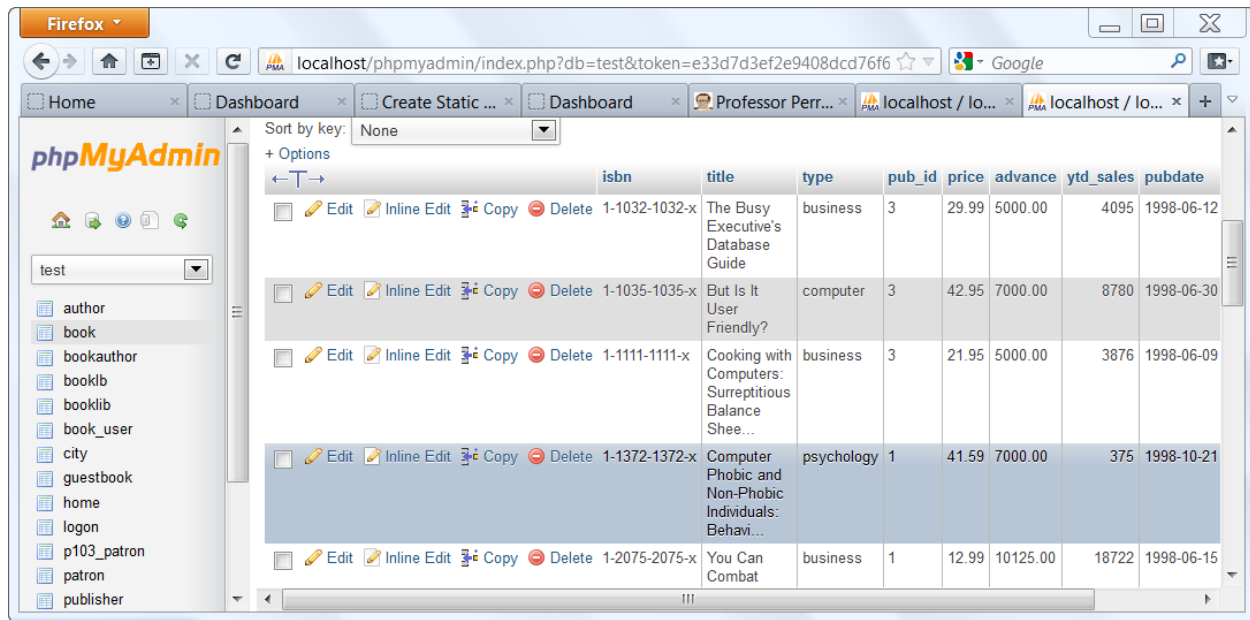 Firefox
localhost/phpmyadmin/index.php?db=test&token=e33d7d3ef2e9408dcd76f6
Google
Home
Dashboard
Create Static ...
Dashboard
Professor Perr...
localhost / lo...
localhost / lo...
phpMyAdmin
test
author
book
bookauthor
booklb
booklib
book_user
city
guestbook
home
logon
p103_patron
patron
publisher
Sort by key: None
+ Options
←T→ isbn title type pub_id price advance ytd_sales pubdate
Edit Inline Edit Copy Delete 1-1032-1032-x The Busy business 3 29.99 5000.00 4095 1998-06-12
Executive's
Database
Guide
Edit Inline Edit Copy Delete 1-1035-1035-x But Is It computer 3 42.95 7000.00 8780 1998-06-30
User
Friendly?
Edit Inline Edit Copy Delete 1-1111-1111-x Cooking with business 3 21.95 5000.00 3876 1998-06-09
Computers:
Surreptitious
Balance
Shee...
Edit Inline Edit Copy Delete 1-1372-1372-x Computer psychology 1 41.59 7000.00 375 1998-10-21
Phobic and
Non-Phobic
Individuals:
Behavi...
Edit Inline Edit Copy Delete 1-2075-2075-x You Can business 1 12.99 10125.00 18722 1998-06-15
Combat